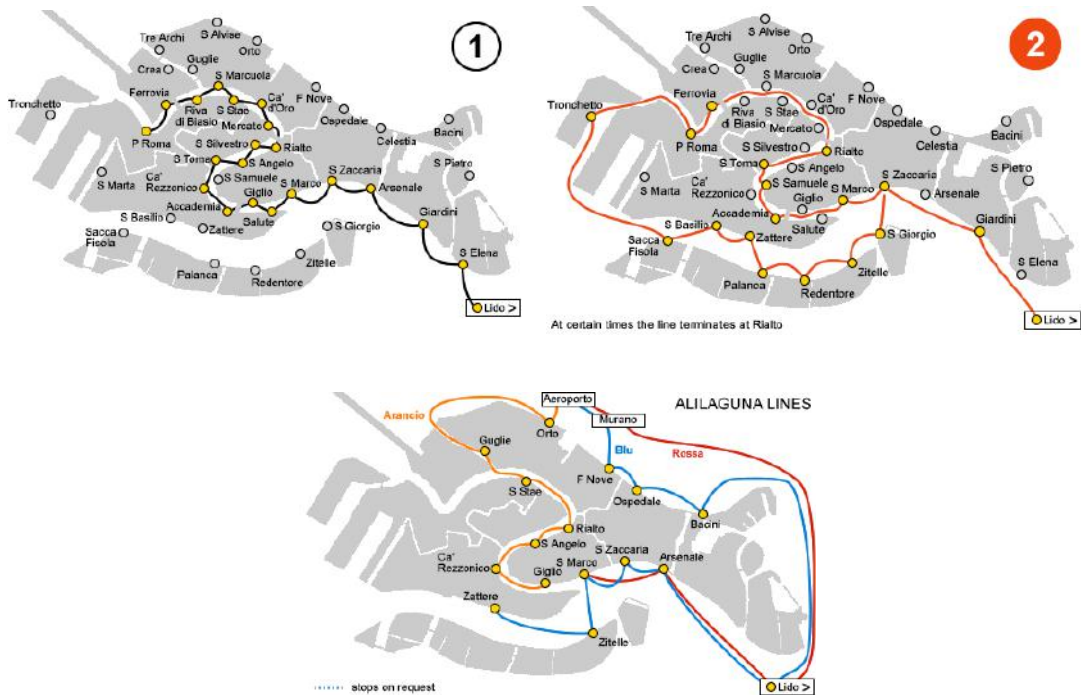 1
S Alvise
Tre Archi
Orto
Guglie
Crea
S Marcuola
Ferrovia
Ca'
d'Oro
F Nove
Tronchetto
Riva
di Biasio
S Stae
Ospedale
Bacini
Mercato
P Roma
Celestia
S Silvestro
Rialto
S Toma
S Angelo
S Zaccaria
S Pietro
S Marta
Ca'
Rezzonico
S Samuele
Giglio
S Marco
Arsenale
Accademia
Salute
S Basilio
Zattere
S Giorgio
Giardini
Sacca
Fisola
Palanca
Redentore
Zitelle
S Elena
Lido >
2
S Alvise
Tre Archi
Orto
Guglie
Crea
S Marcuola
Ferrovia
Ca'
d'Oro
F Nove
Tronchetto
Riva
di Biasio
S Stae
Ospedale
Bacini
Mercato
P Roma
Celestia
S Silvestro
Rialto
S Toma
S Angelo
S Zaccaria
S Pietro
S Marta
Ca'
Rezzonico
S Samuele
Giglio
S Marco
Arsenale
Accademia
Salute
S Basilio
Zattere
S Giorgio
Giardini
Sacca
Fisola
Palanca
Redentore
Zitelle
S Elena
Lido >
At certain times the line terminates at Rialto
ALILAGUNA LINES
Aeroporto
Murano
Arancio
Orto
Guglie
Blu
Rossa
F Nove
S Stae
Ospedale
Bacini
Rialto
S Angelo
S Zaccaria
Ca'
Rezzonico
Giglio
S Marco
Arsenale
Zattere
Zitelle
Lido >
stops on request